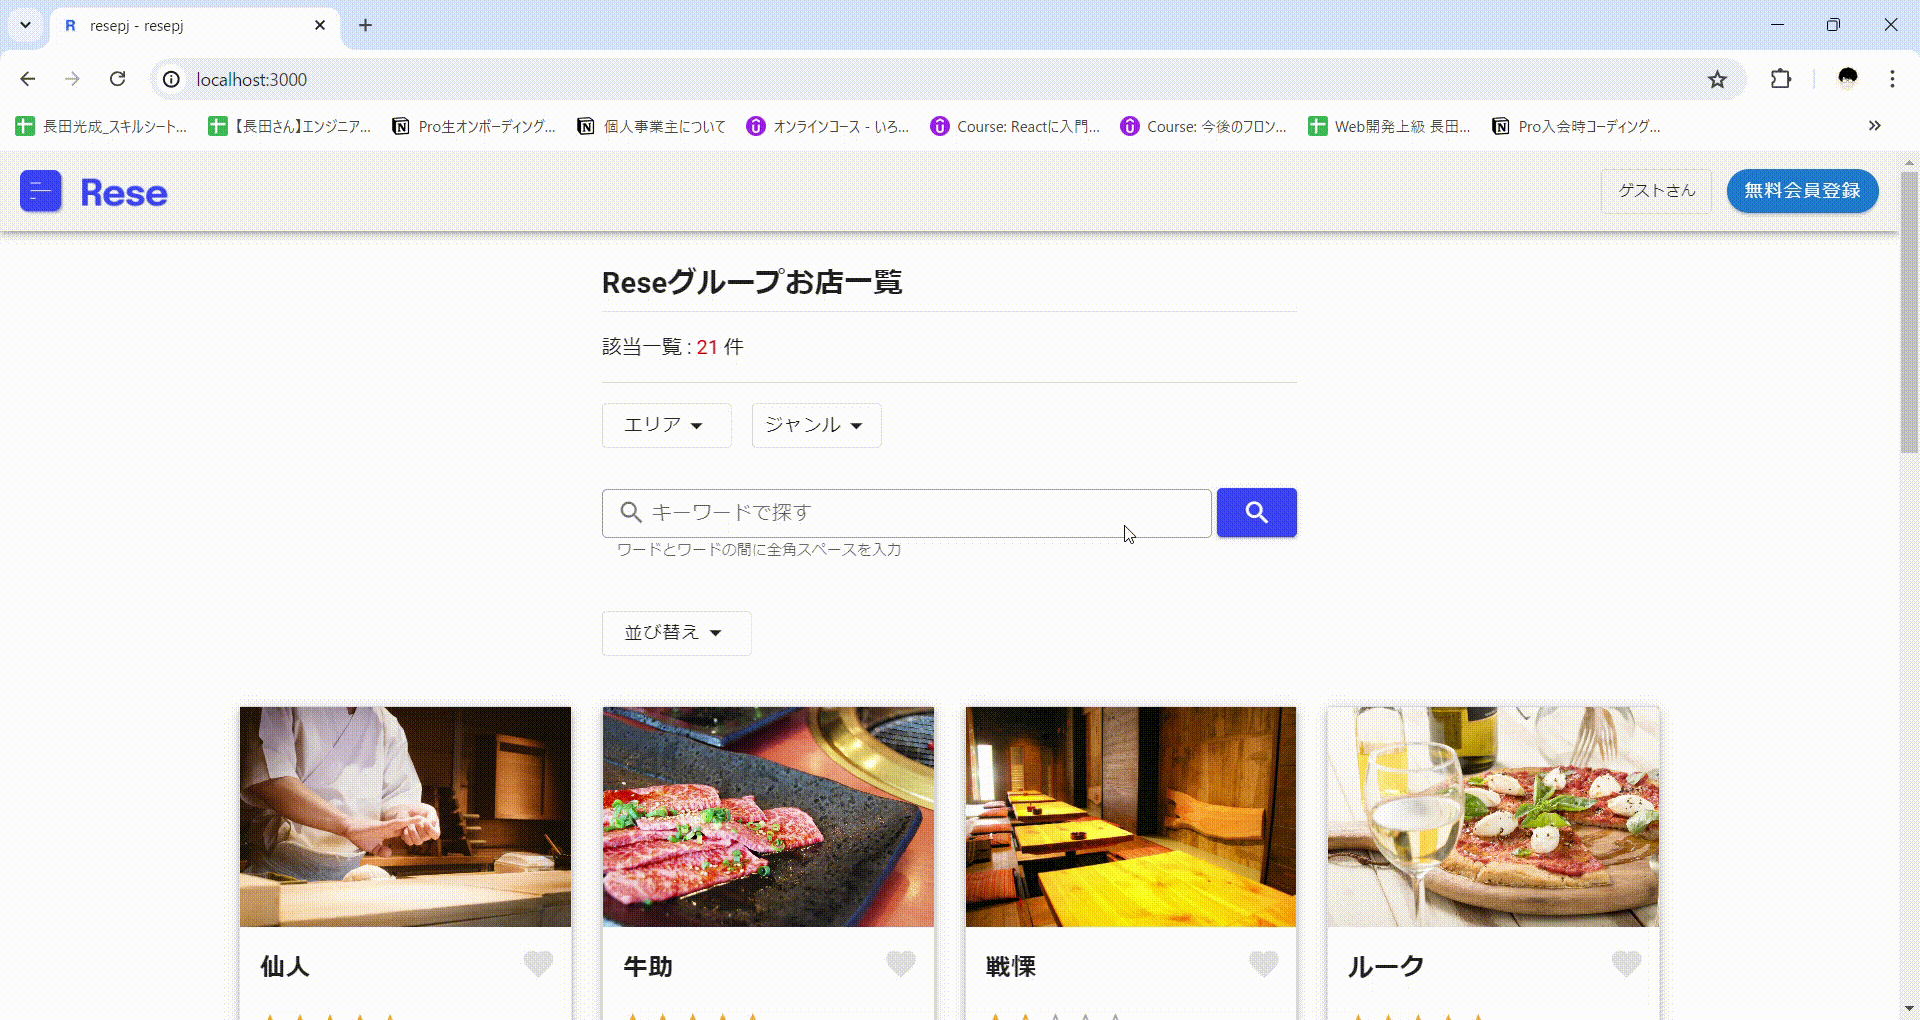 resepj - resepj
localhost:3000
長田光成_スキルシート...
【長田さん】エンジニア...
Pro生オンボーディング...
個人事業主について
オンラインコース - いろ...
Course: Reactに入門...
Course: 今後のフロン...
Web開発上級 長田...
Pro入会時コーディング...
Rese
ゲストさん
無料会員登録
Reseグループお店一覧
該当一覧 : 21 件
エリア
ジャンル
キーワードで探す
ワードとワードの間に全角スペースを入力
並び替え
仙人
牛助
戦慄
ルーク